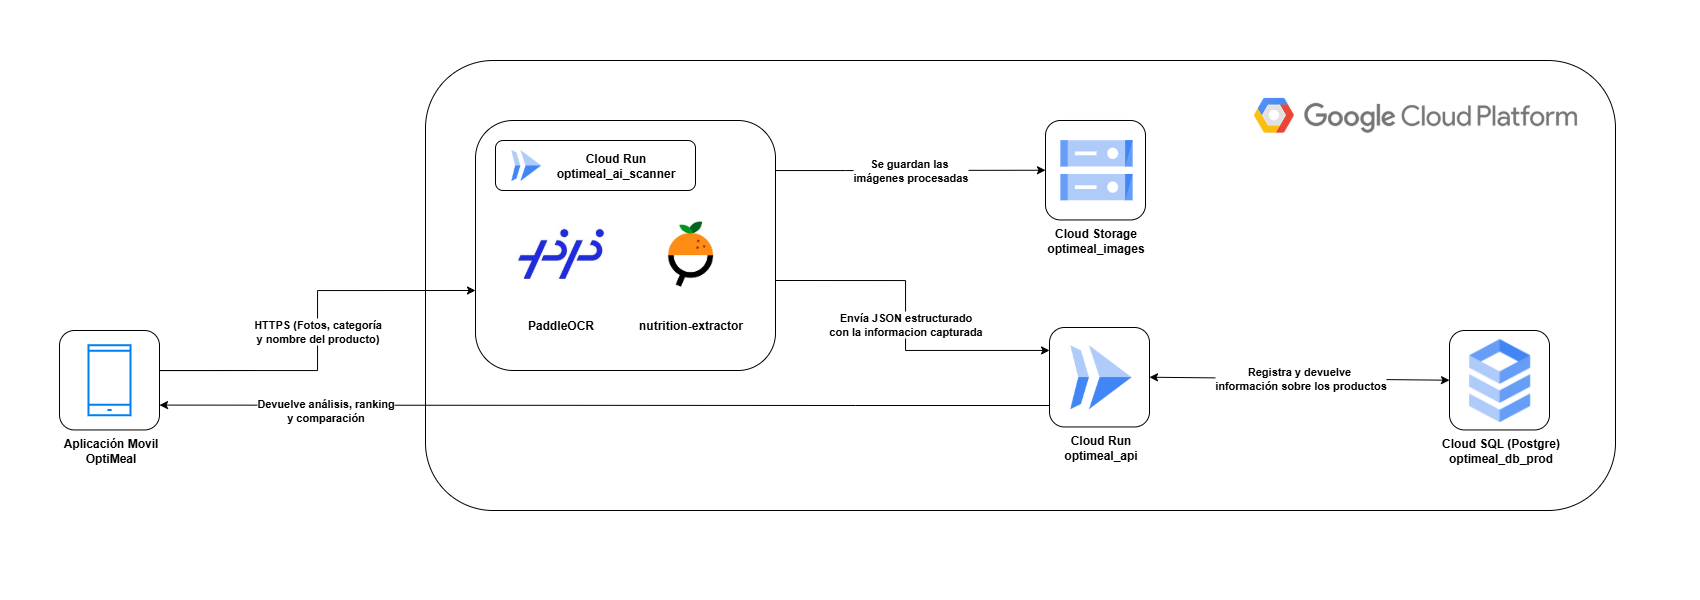 Google Cloud Platform
Cloud Run
optimeal_ai_scanner
PaddleOCR
nutrition-extractor
Se guardan las
imágenes procesadas
Cloud Storage
optimeal_images
HTTPS (Fotos, categoría
y nombre del producto)
Envía JSON estructurado
con la informacion capturada
Aplicación Movil
OptiMeal
Devuelve análisis, ranking
y comparación
Cloud Run
optimeal_api
Registra y devuelve
información sobre los productos
Cloud SQL (Postgre)
optimeal_db_prod